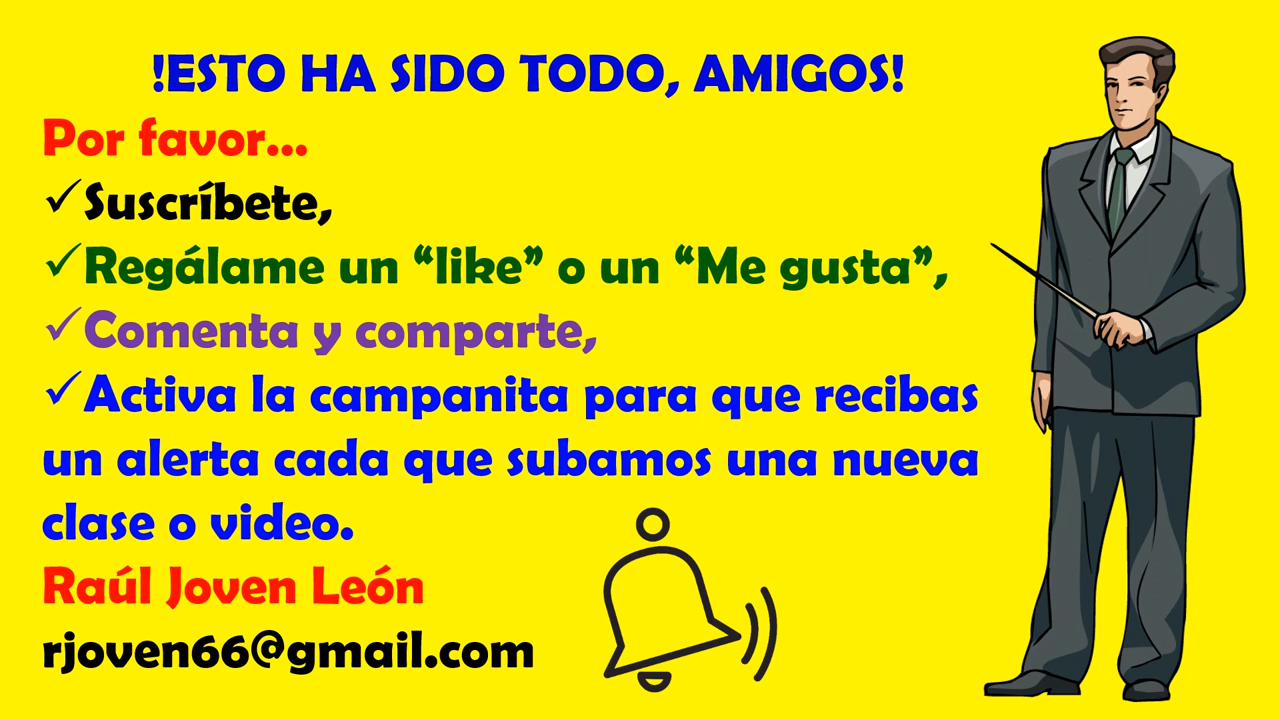 !ESTO HA SIDO TODO, AMIGOS!
Por favor...
✓Suscríbete,
✓Regálame un “like” o un “Me gusta”,
✓Comenta y comparte,
✓Activa la campanita para que recibas
un alerta cada que subamos una nueva
clase o video.
Raúl Joven León
rjoven66@gmail.com